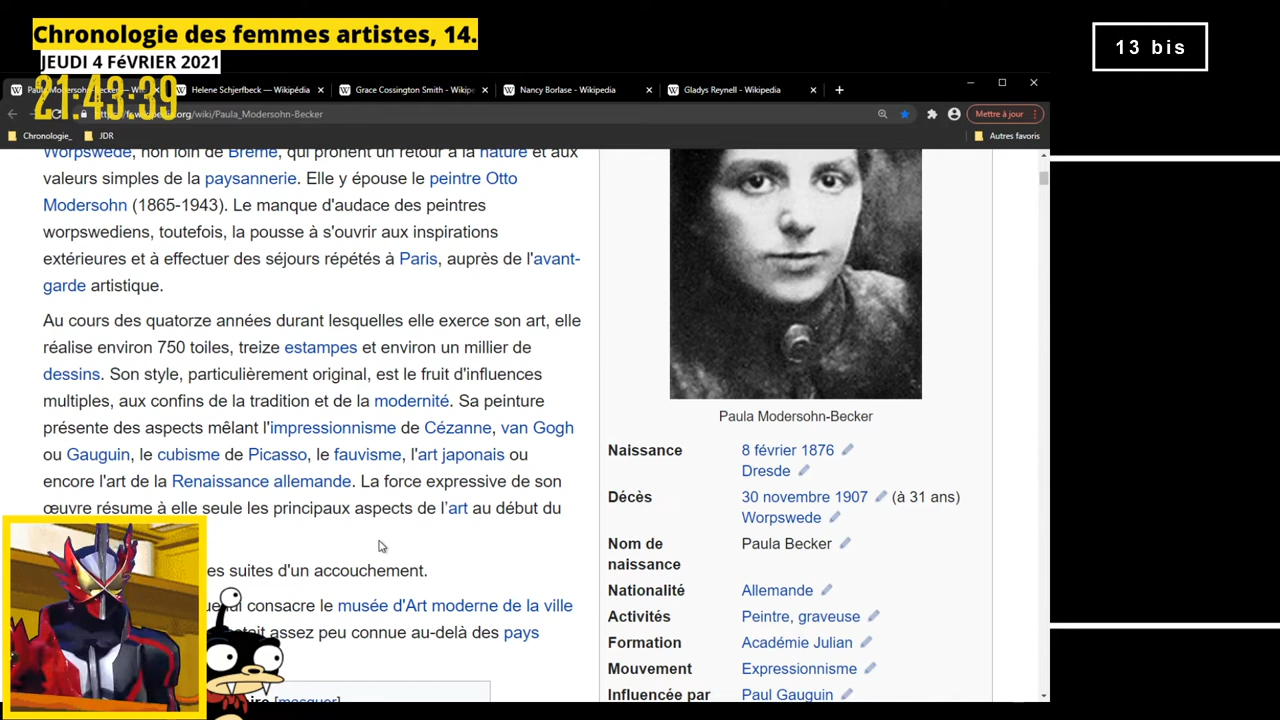 Chronologie des femmes artistes, 14.
JEUDI 4 FéVRIER 2021
21:43:39
13 bis
Helene Schjerfbeck — Wikipédia
Grace Cossington Smith - Wikipe
Nancy Borlase - Wikipedia
Gladys Reynell - Wikipedia
org/wiki/Paula_Modersohn-Becker
Mettre à jour
Chronologie_
JDR
Autres favoris
Worpswede, non loin de Brême, qui prônent un retour à la nature et aux
valeurs simples de la paysannerie. Elle y épouse le peintre Otto
Modersohn (1865-1943). Le manque d'audace des peintres
worpswediens, toutefois, la pousse à s'ouvrir aux inspirations
extérieures et à effectuer des séjours répétés à Paris, auprès de l'avant-
garde artistique.
Au cours des quatorze années durant lesquelles elle exerce son art, elle
réalise environ 750 toiles, treize estampes et environ un millier de
dessins. Son style, particulièrement original, est le fruit d'influences
multiples, aux confins de la tradition et de la modernité. Sa peinture
présente des aspects mêlant l'impressionnisme de Cézanne, van Gogh
ou Gauguin, le cubisme de Picasso, le fauvisme, l'art japonais ou
encore l'art de la Renaissance allemande. La force expressive de son
œuvre résume à elle seule les principaux aspects de l'art au début du
es suites d'un accouchement.
consacre le musée d'Art moderne de la ville
était assez peu connue au-delà des pays
ire [masquer]
Paula Modersohn-Becker
Naissance
8 février 1876
Dresde
Décès
30 novembre 1907 (à 31 ans)
Worpswede
Nom de
naissance
Paula Becker
Nationalité
Allemande
Activités
Peintre, graveuse
Formation
Académie Julian
Mouvement
Expressionnisme
Influencée par
Paul Gauguin